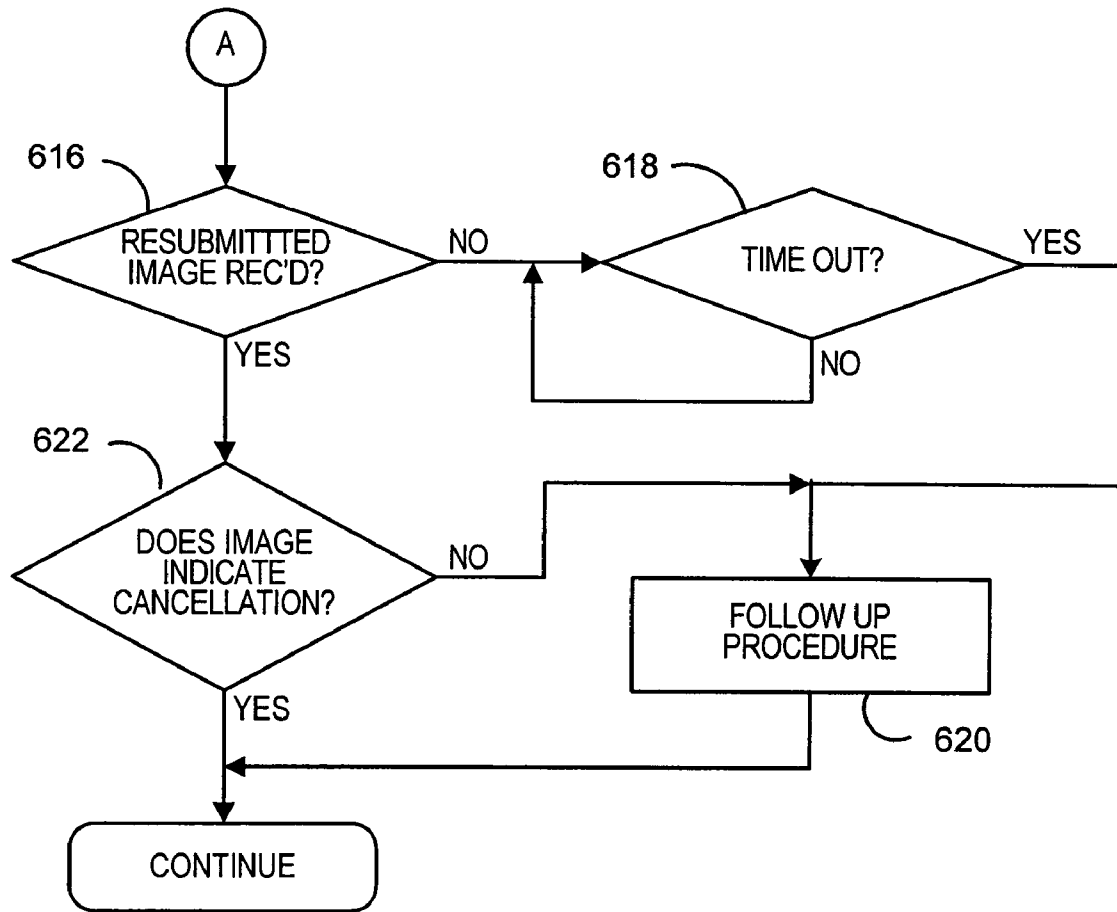 A
616
RESUBMITTTED
IMAGE REC'D?
NO
YES
618
TIME OUT?
YES
NO
622
DOES IMAGE
INDICATE
CANCELLATION?
NO
YES
FOLLOW UP
PROCEDURE
620
CONTINUE